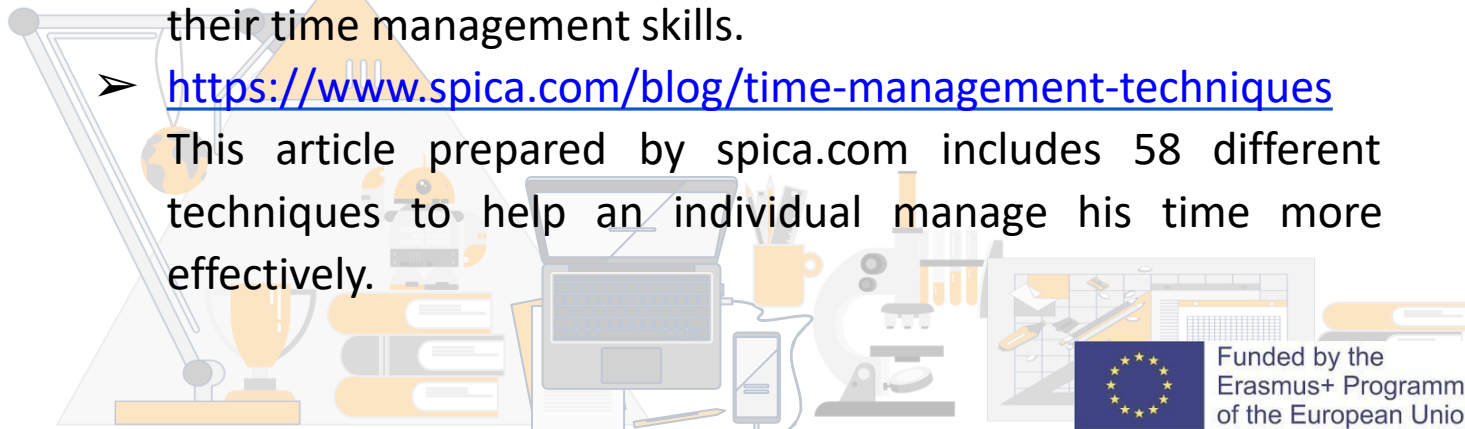 their time management skills.
➢ https://www.spica.com/blog/time-management-techniques
This article prepared by spica.com includes 58 different
techniques to help an individual manage his time more
effectively.
Funded by the
Erasmus+ Programm
of the European Unio